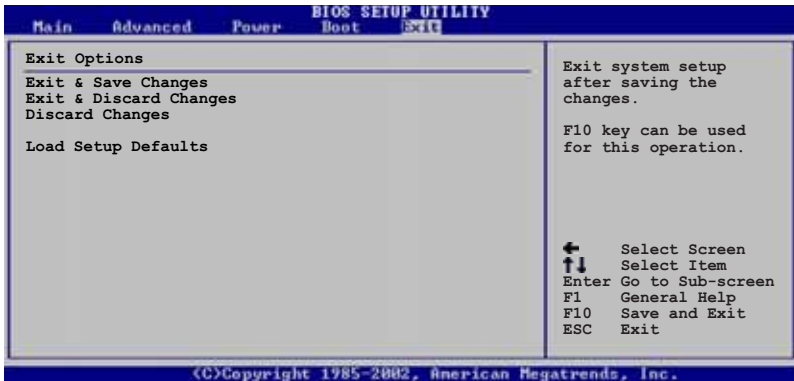 BIOS SETUP UTILITY
Main Advanced Power Boot Exit
Exit Options
Exit & Save Changes
Exit & Discard Changes
Discard Changes
Load Setup Defaults
Exit system setup
after saving the
changes.
F10 key can be used
for this operation.
← Select Screen
↑↓ Select Item
Enter Go to Sub-screen
F1 General Help
F10 Save and Exit
ESC Exit
(C)Copyright 1985-2002, American Megatrends, Inc.